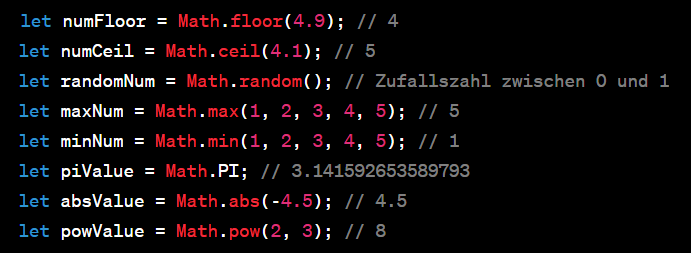 let numFloor = Math.floor(4.9); // 4
let numCeil = Math.ceil(4.1); // 5
let randomNum = Math.random(); // Zufallszahl zwischen 0 und 1
let maxNum = Math.max(1, 2, 3, 4, 5); // 5
let minNum = Math.min(1, 2, 3, 4, 5); // 1
let piValue = Math.PI; // 3.141592653589793
let absValue = Math.abs(-4.5); // 4.5
let powValue = Math.pow(2, 3); // 8